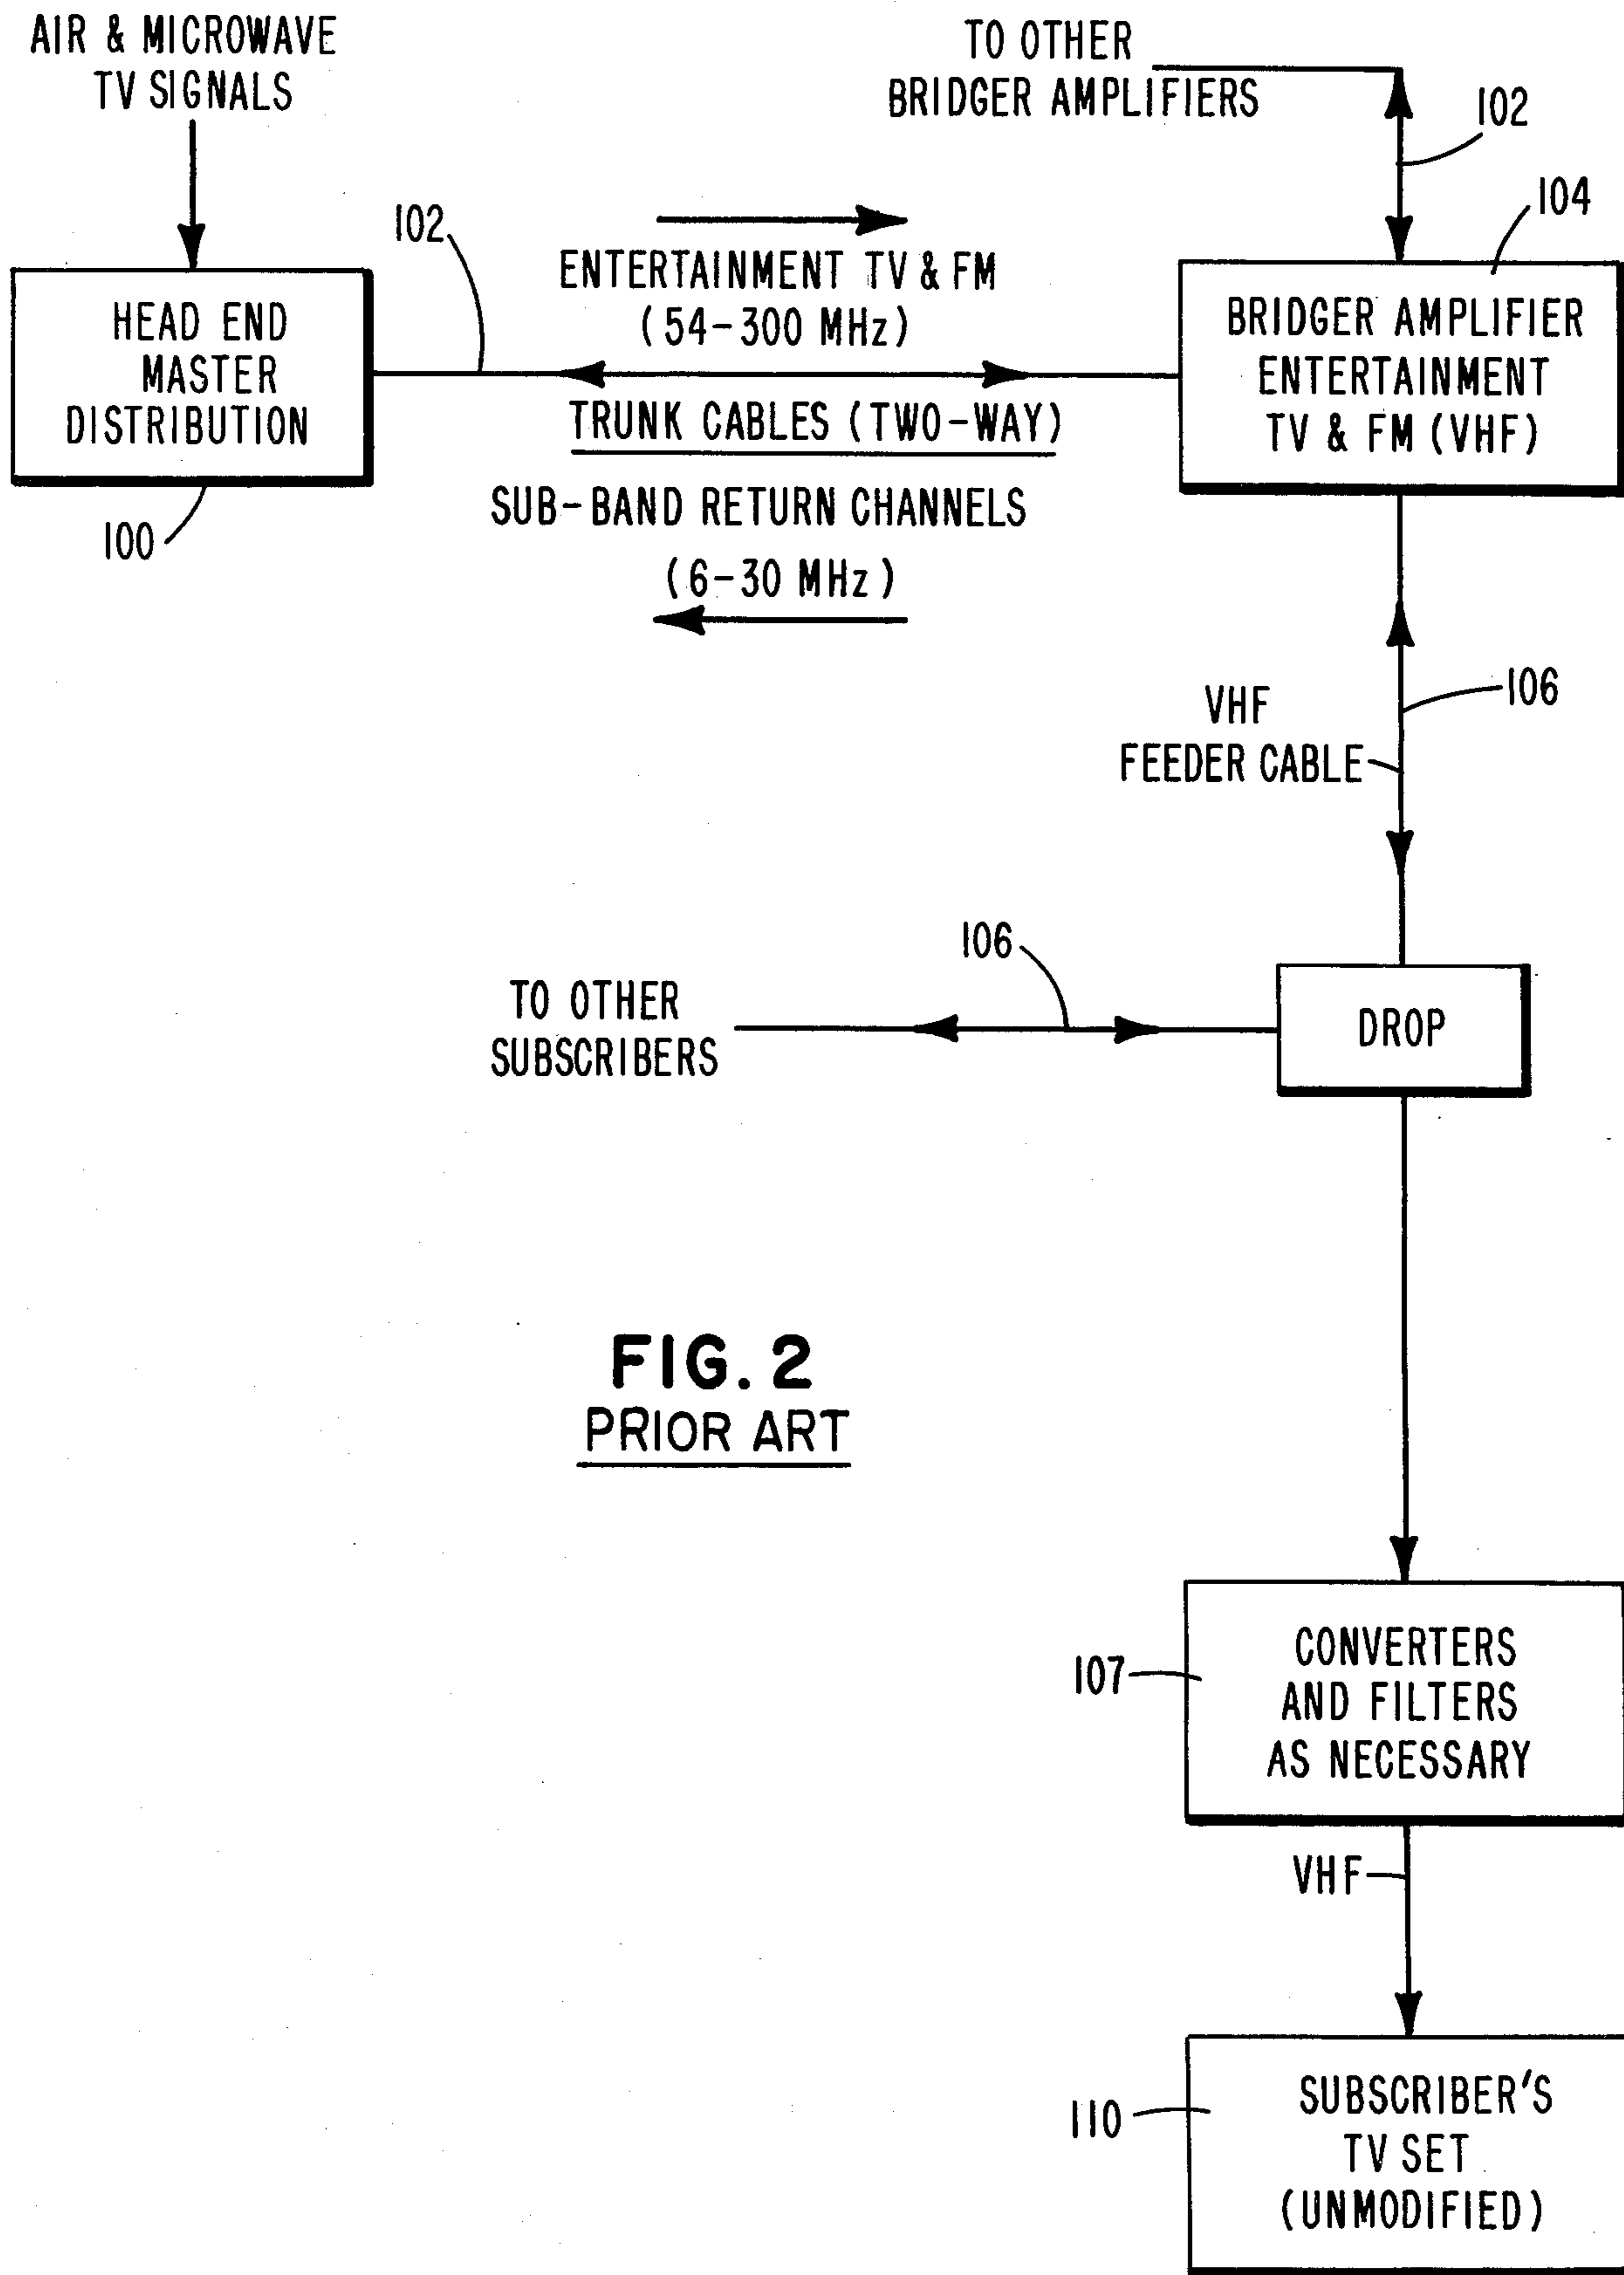 AIR & MICROWAVE
TV SIGNALS
TO OTHER
BRIDGER AMPLIFIERS
102
104
102
ENTERTAINMENT TV & FM
(54-300 MHz)
HEAD END
MASTER
DISTRIBUTION
BRIDGER AMPLIFIER
ENTERTAINMENT
TV & FM (VHF)
TRUNK CABLES (TWO-WAY)
SUB-BAND RETURN CHANNELS
(6-30 MHz)
100
106
VHF
FEEDER CABLE
106
TO OTHER
SUBSCRIBERS
DROP
FIG. 2
PRIOR ART
107
CONVERTERS
AND FILTERS
AS NECESSARY
VHF
110
SUBSCRIBER'S
TV SET
(UNMODIFIED)